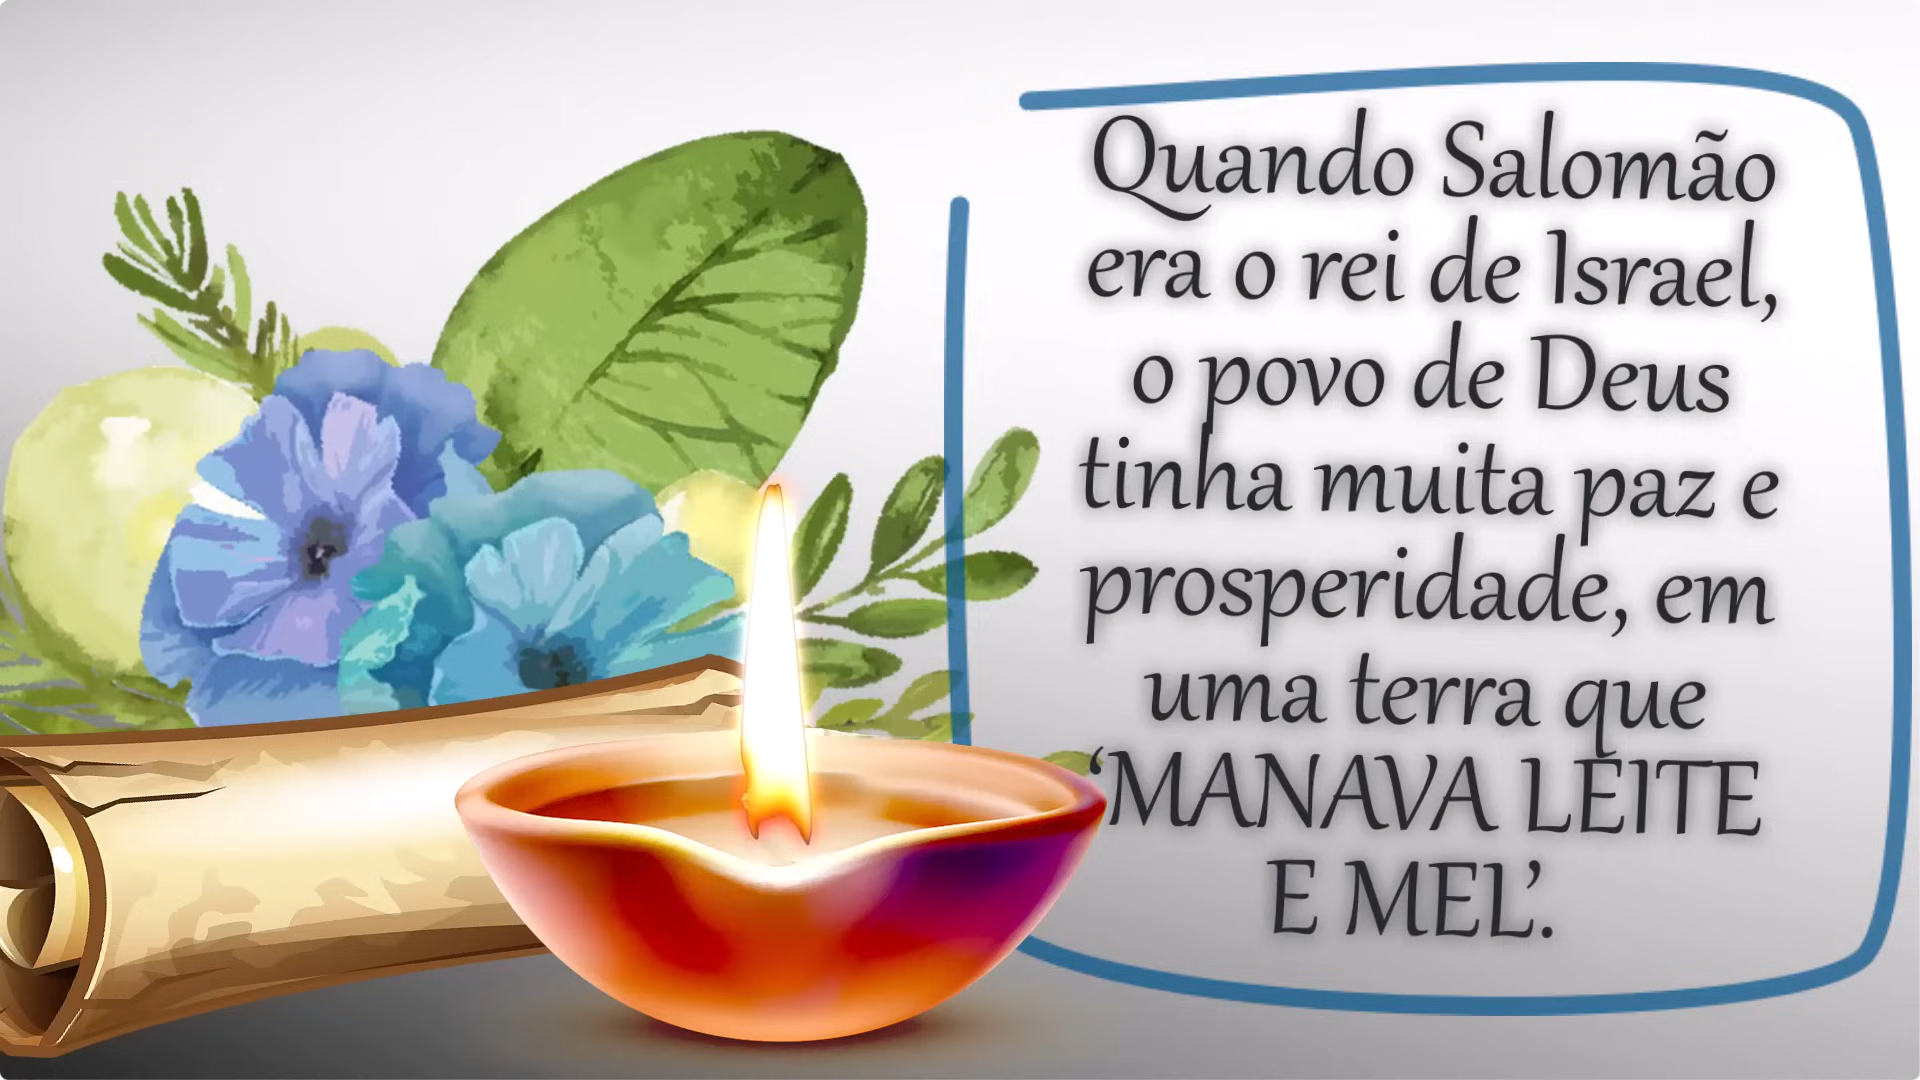 Quando Salomão
era o rei de Israel,
o povo de Deus
tinha muita paz e
prosperidade, em
uma terra que
‘MANAVA LEITE
E MEL’.